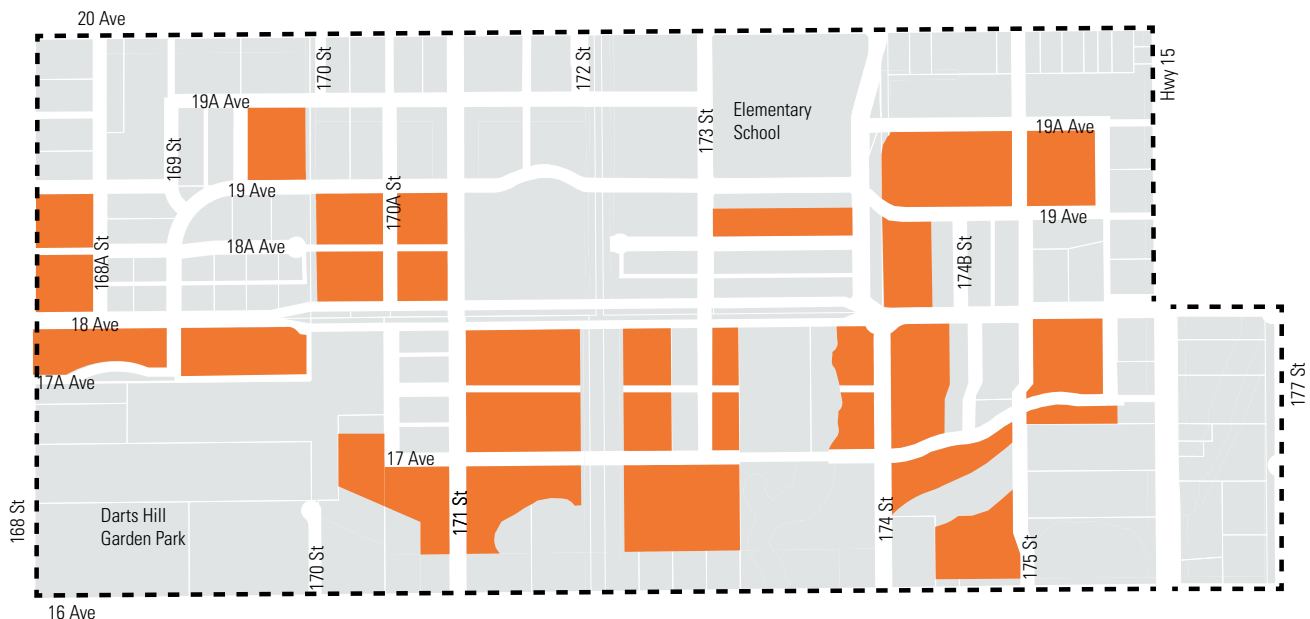 20 Ave
170 St
172 St
Hwy 15
19A Ave
173 St
Elementary
School
19A Ave
169 St
19 Ave
170A St
19 Ave
168A St
18A Ave
174B St
18 Ave
17A Ave
177 St
17 Ave
168 St
Darts Hill
Garden Park
170 St
171 St
174 St
175 St
16 Ave